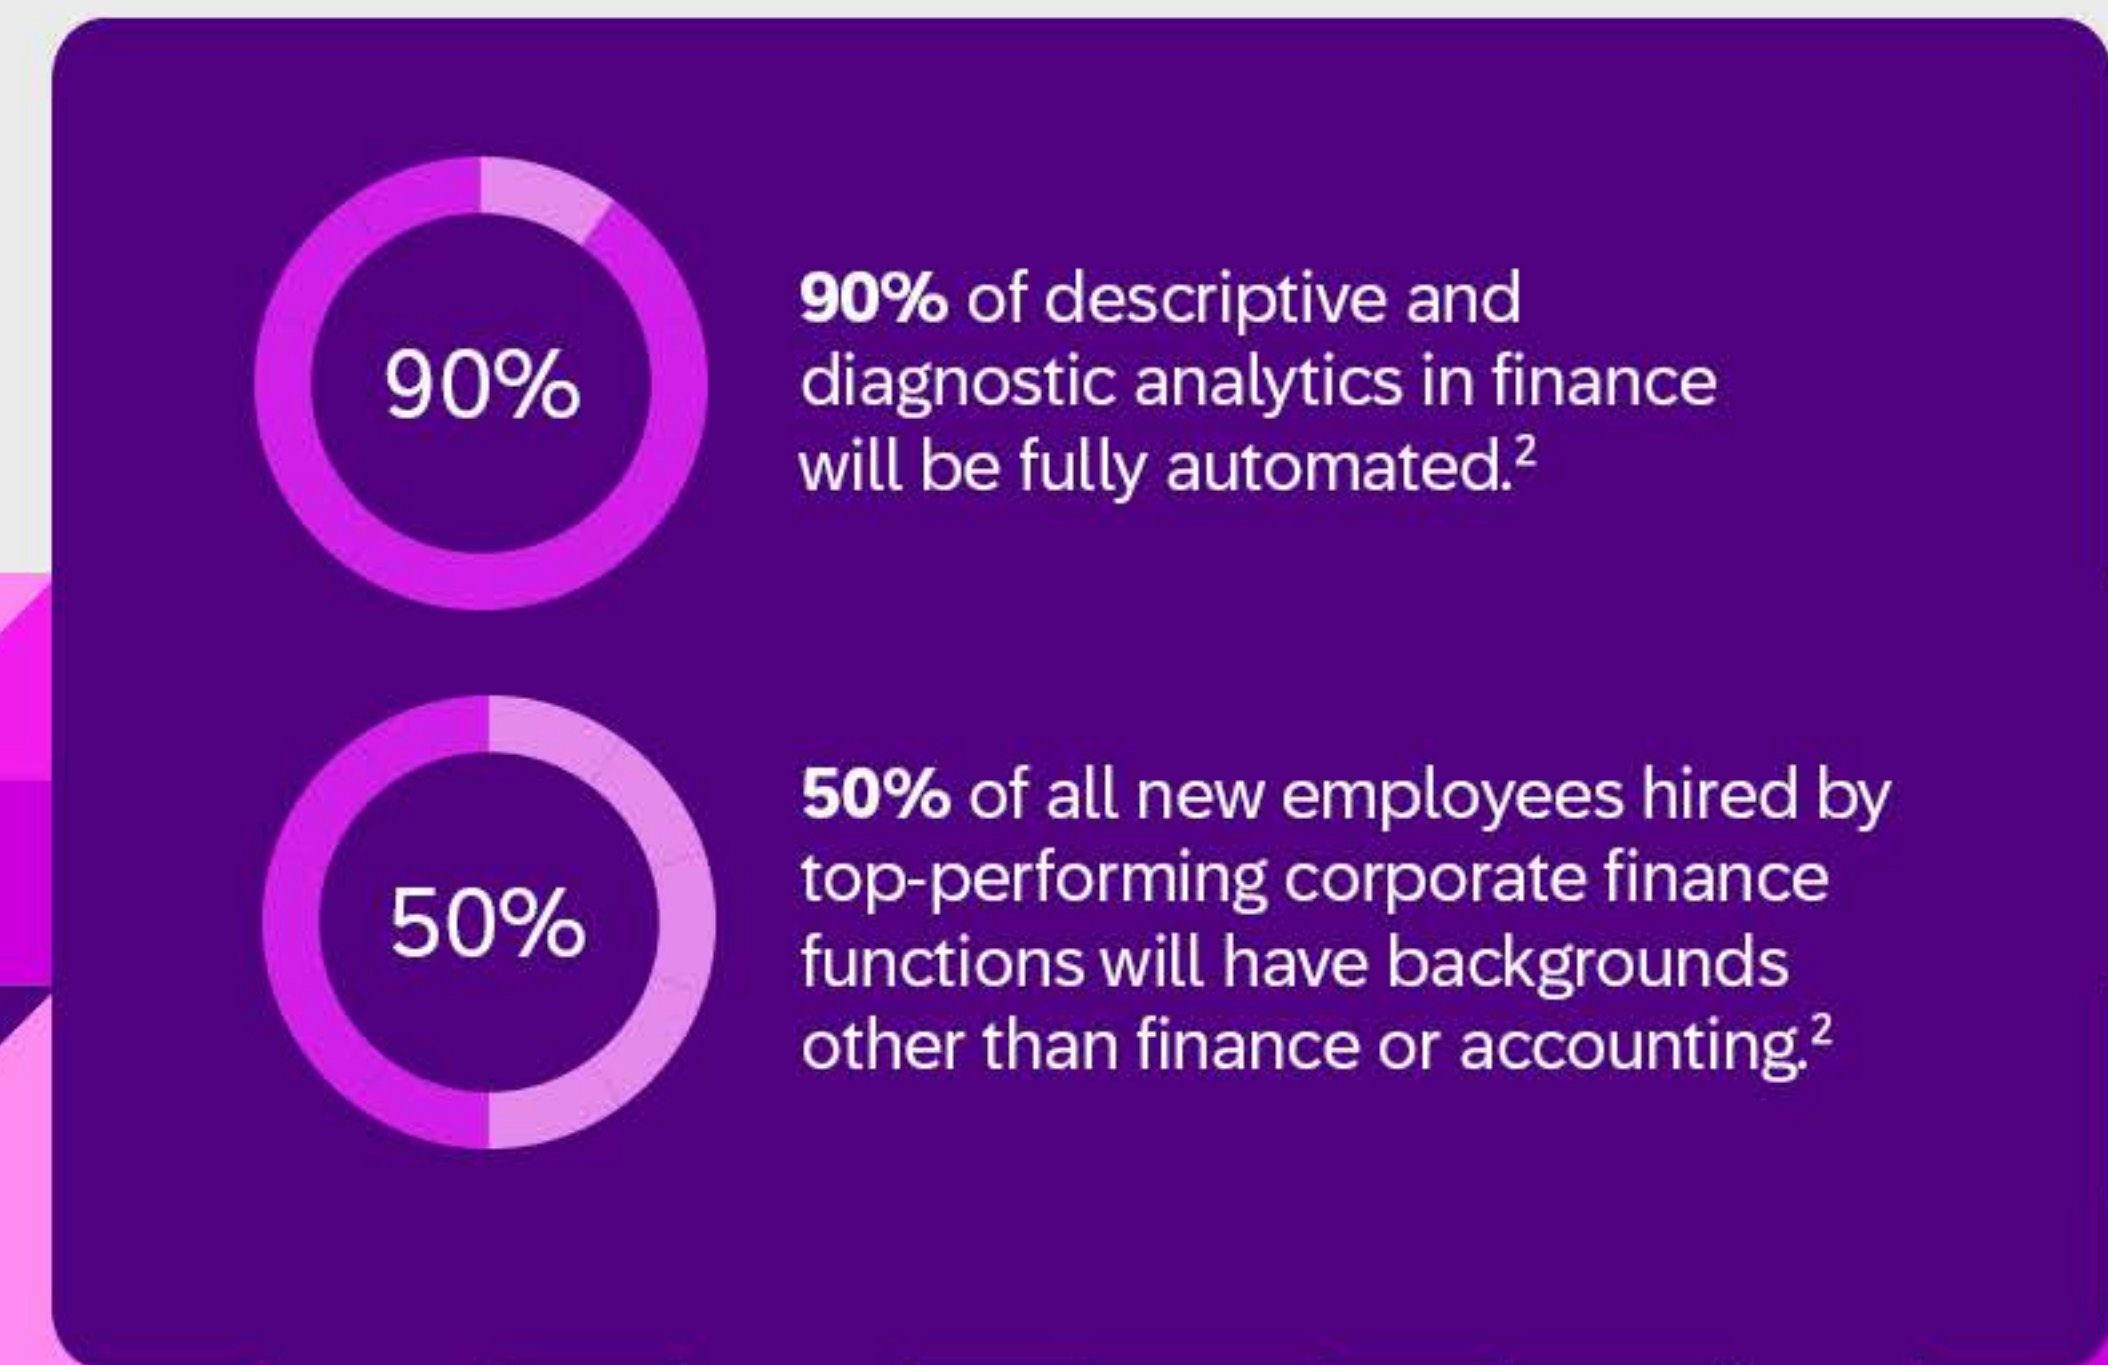 90%
90% of descriptive and
diagnostic analytics in finance
will be fully automated.²
50%
50% of all new employees hired by
top-performing corporate finance
functions will have backgrounds
other than finance or accounting.²